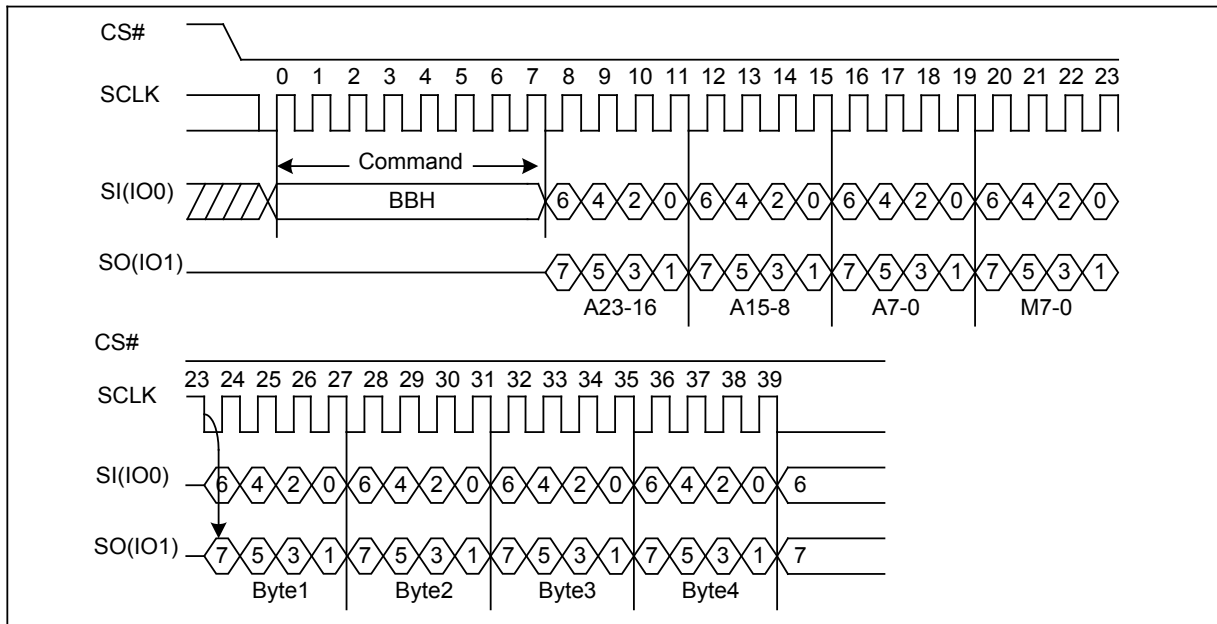 CS#
0 1 2 3 4 5 6 7 8 9 10 11 12 13 14 15 16 17 18 19 20 21 22 23
SCLK
Command
SI(IO0) BBH 6 4 2 0 6 4 2 0 6 4 2 0 6 4 2 0
SO(IO1) 7 5 3 1 7 5 3 1 7 5 3 1 7 5 3 1
A23-16 A15-8 A7-0 M7-0
CS#
23 24 25 26 27 28 29 30 31 32 33 34 35 36 37 38 39
SCLK
SI(IO0) 6 4 2 0 6 4 2 0 6 4 2 0 6 4 2 0 6
SO(IO1) 7 5 3 1 7 5 3 1 7 5 3 1 7 5 3 1 7
Byte1 Byte2 Byte3 Byte4